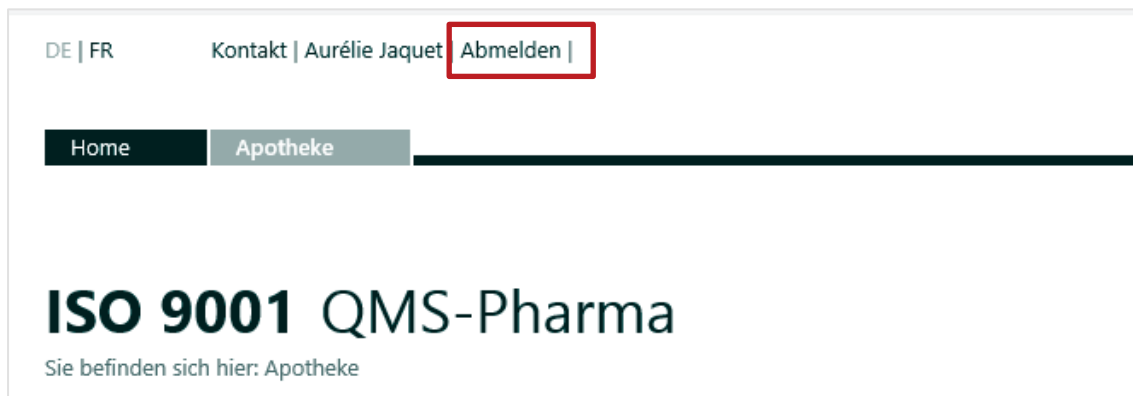 DE | FR Kontakt | Aurélie Jaquet | Abmelden |
Home Apotheke
ISO 9001 QMS-Pharma
Sie befinden sich hier: Apotheke